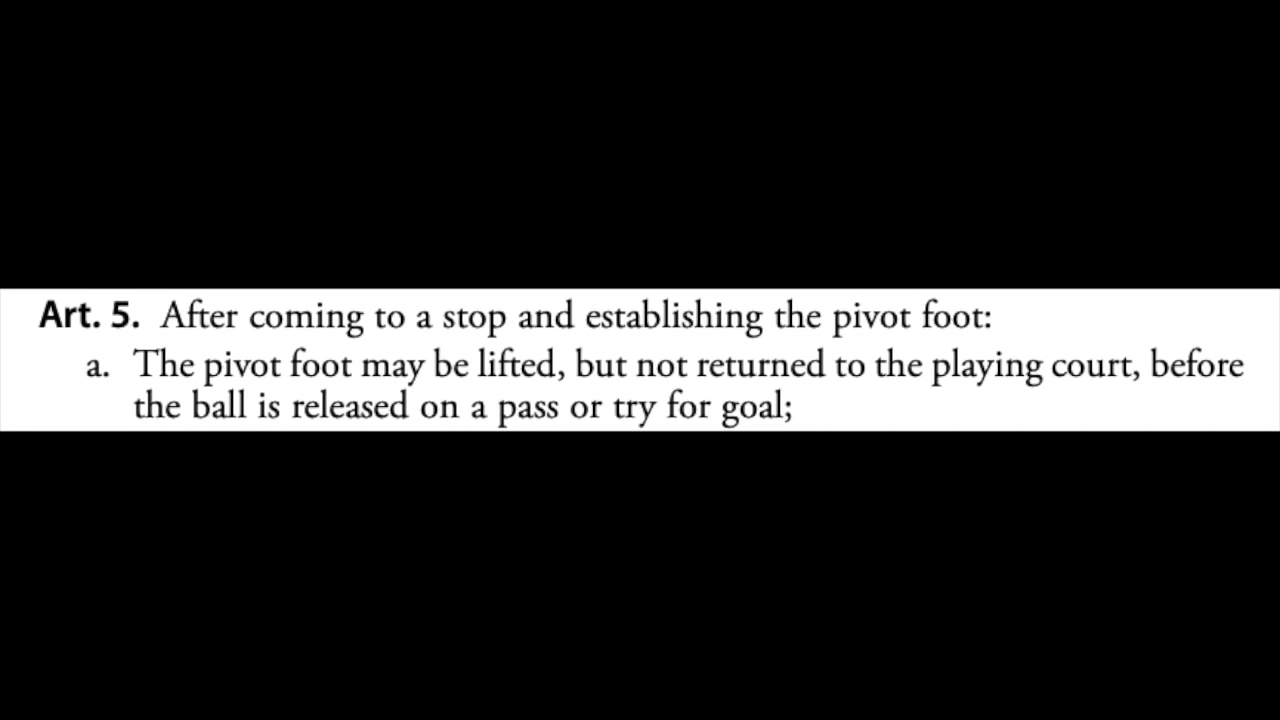 Art. 5. After coming to a stop and establishing the pivot foot:
a. The pivot foot may be lifted, but not returned to the playing court, before
the ball is released on a pass or try for goal;